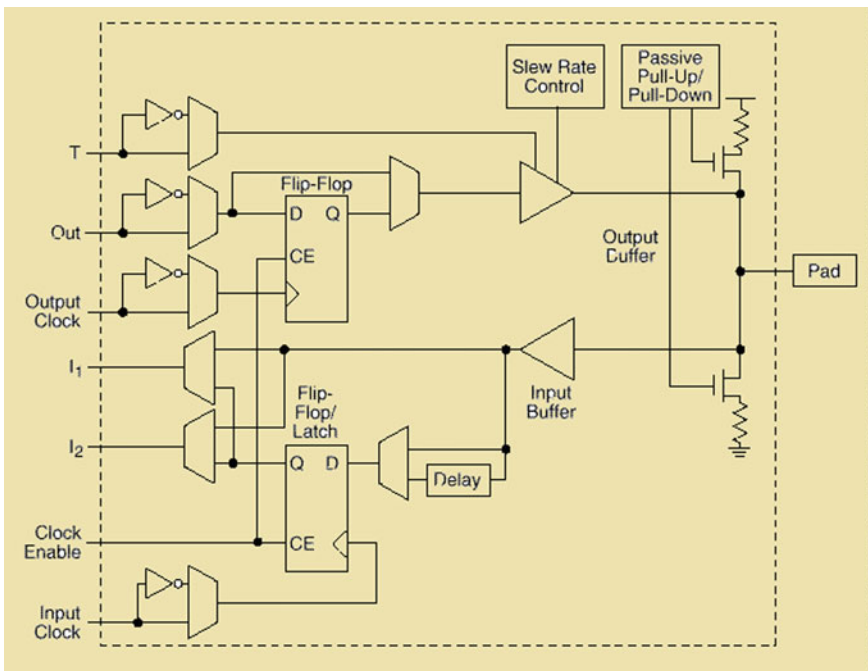 Slew Rate
Control
Passive
Pull-Up/
Pull-Down
T
Flip-Flop
D Q
Out
CE
Output
Buffer
Pad
Output
Clock
I1
Input
Buffer
Flip-
Flop/
Latch
I2
Q D
Delay
Clock
Enable
CE
Input
Clock